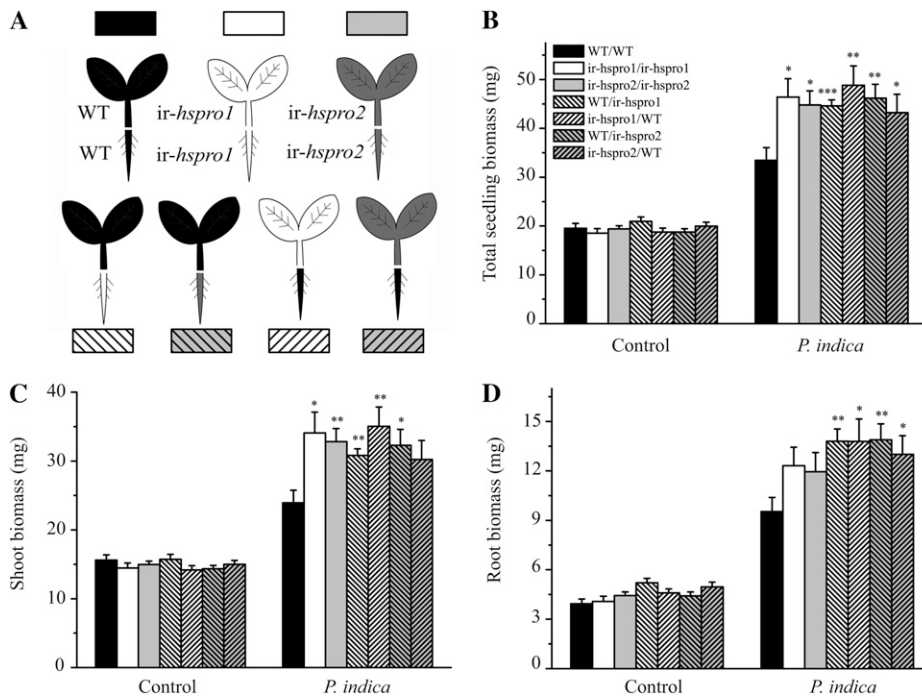 A
WT
ir-hspro1
ir-hspro2
WT
ir-hspro1
ir-hspro2
B
Total seedling biomass (mg)
60
50
40
30
20
10
0
WT/WT
ir-hspro1/ir-hspro1
ir-hspro2/ir-hspro2
WT/ir-hspro1
ir-hspro1/WT
WT/ir-hspro2
ir-hspro2/WT
* * *** ** ** *
Control
P. indica
C
Shoot biomass (mg)
40
30
20
10
0
* ** ** ** *
Control
P. indica
D
Root biomass (mg)
15
12
9
6
3
0
** * ** *
Control
P. indica